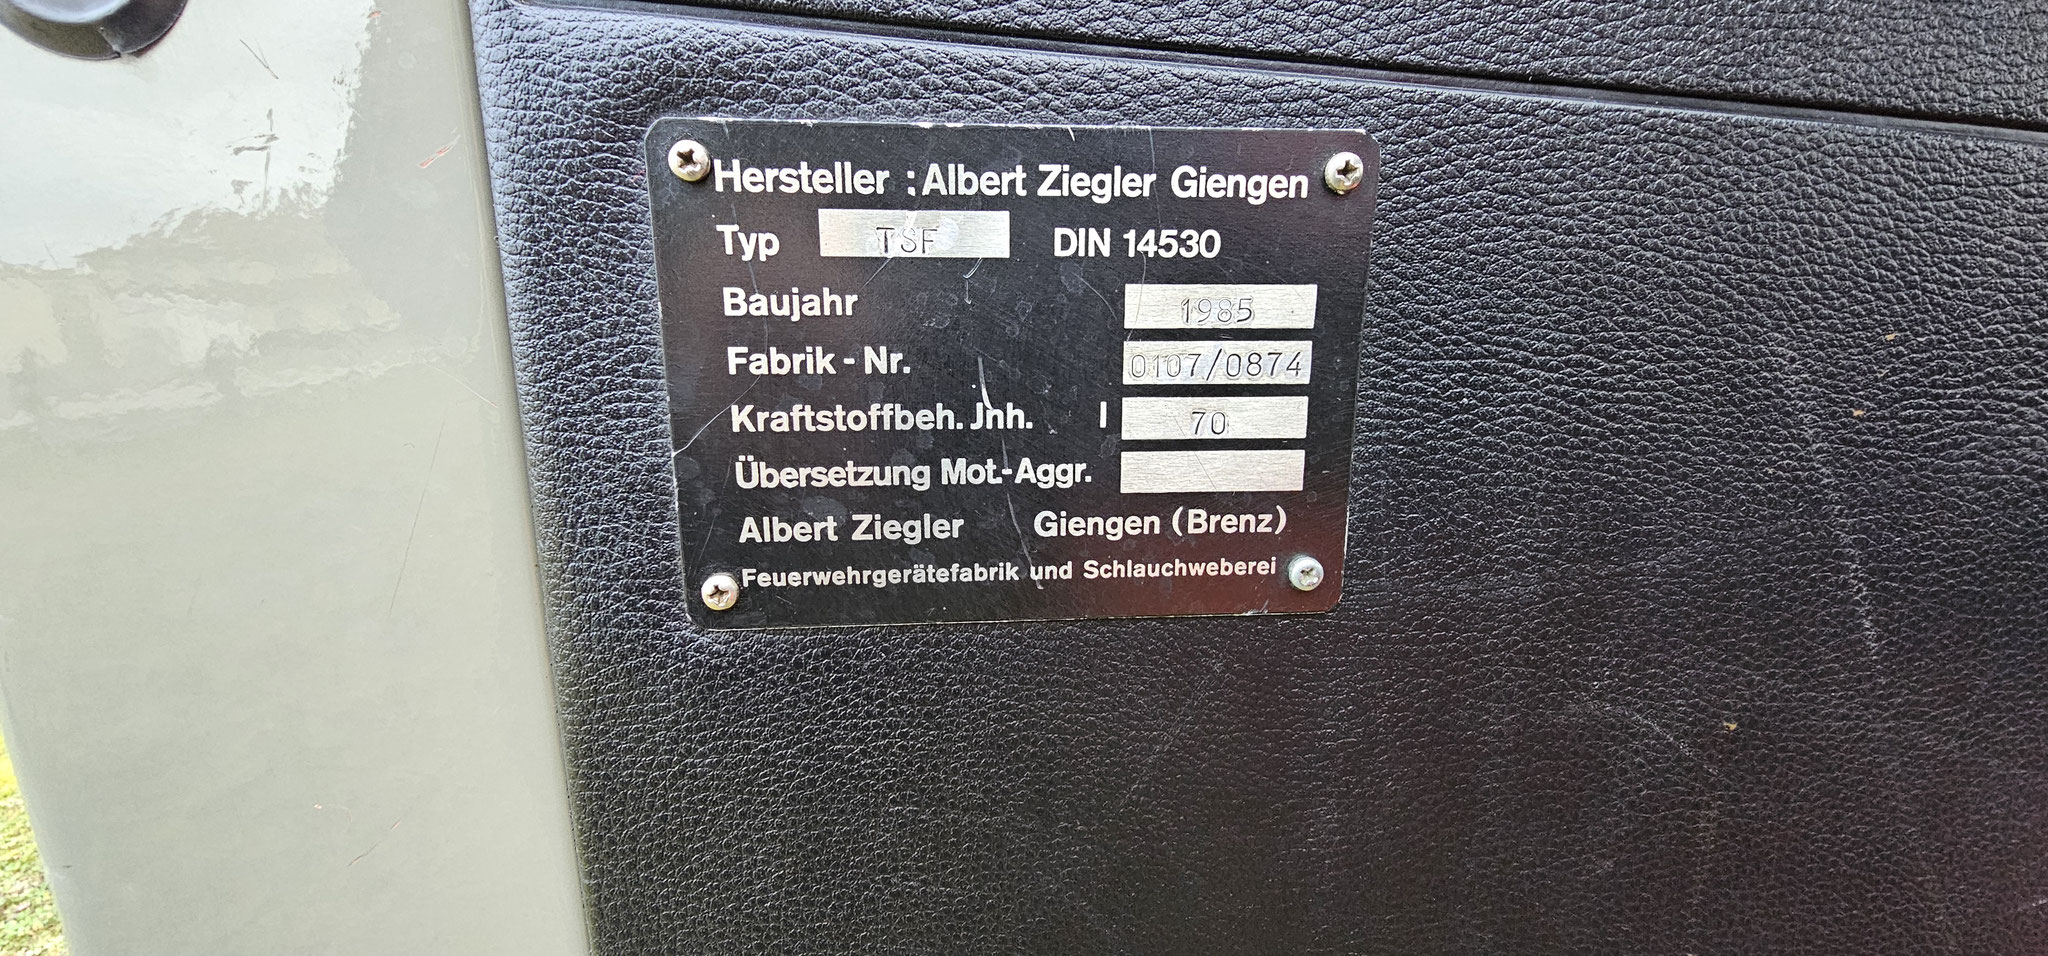 Hersteller : Albert Ziegler Giengen
Typ TSF DIN 14530
Baujahr 1985
Fabrik - Nr. 0107/0874
Kraftstoffbeh. Jnh. l 70
Übersetzung Mot.-Aggr.
Albert Ziegler Giengen (Brenz)
Feuerwehrgerätefabrik und Schlauchweberei